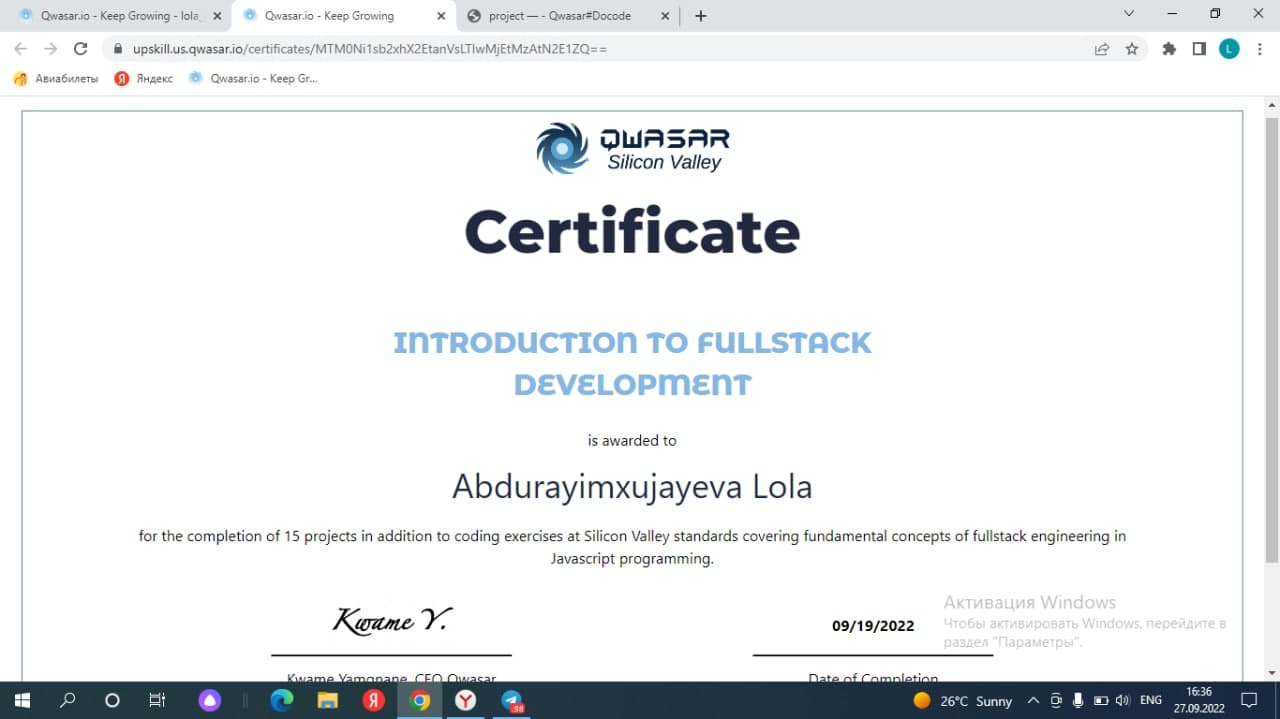 Qwasar.io - Keep Growing - lola_
Qwasar.io - Keep Growing
project — - Qwasar#Docode
upskill.us.qwasar.io/certificates/MTM0Ni1sb2xhX2EtanVsLTIwMjEtMzAtN2E1ZQ==
L
Авиабилеты
Яндекс
Qwasar.io - Keep Gr...
QWASAR
Silicon Valley
Certificate
INTRODUCTION TO FULLSTACK
DEVELOPMENT
is awarded to
Abdurayimxujayeva Lola
for the completion of 15 projects in addition to coding exercises at Silicon Valley standards covering fundamental concepts of fullstack engineering in
Javascript programming.
Kwame Y.
09/19/2022
Активация Windows
Чтобы активировать Windows, перейдите в
раздел "Параметры".
Kwame Yamgnane, CEO Qwasar
Date of Completion
98
26°C Sunny
ENG
16:36
27.09.2022